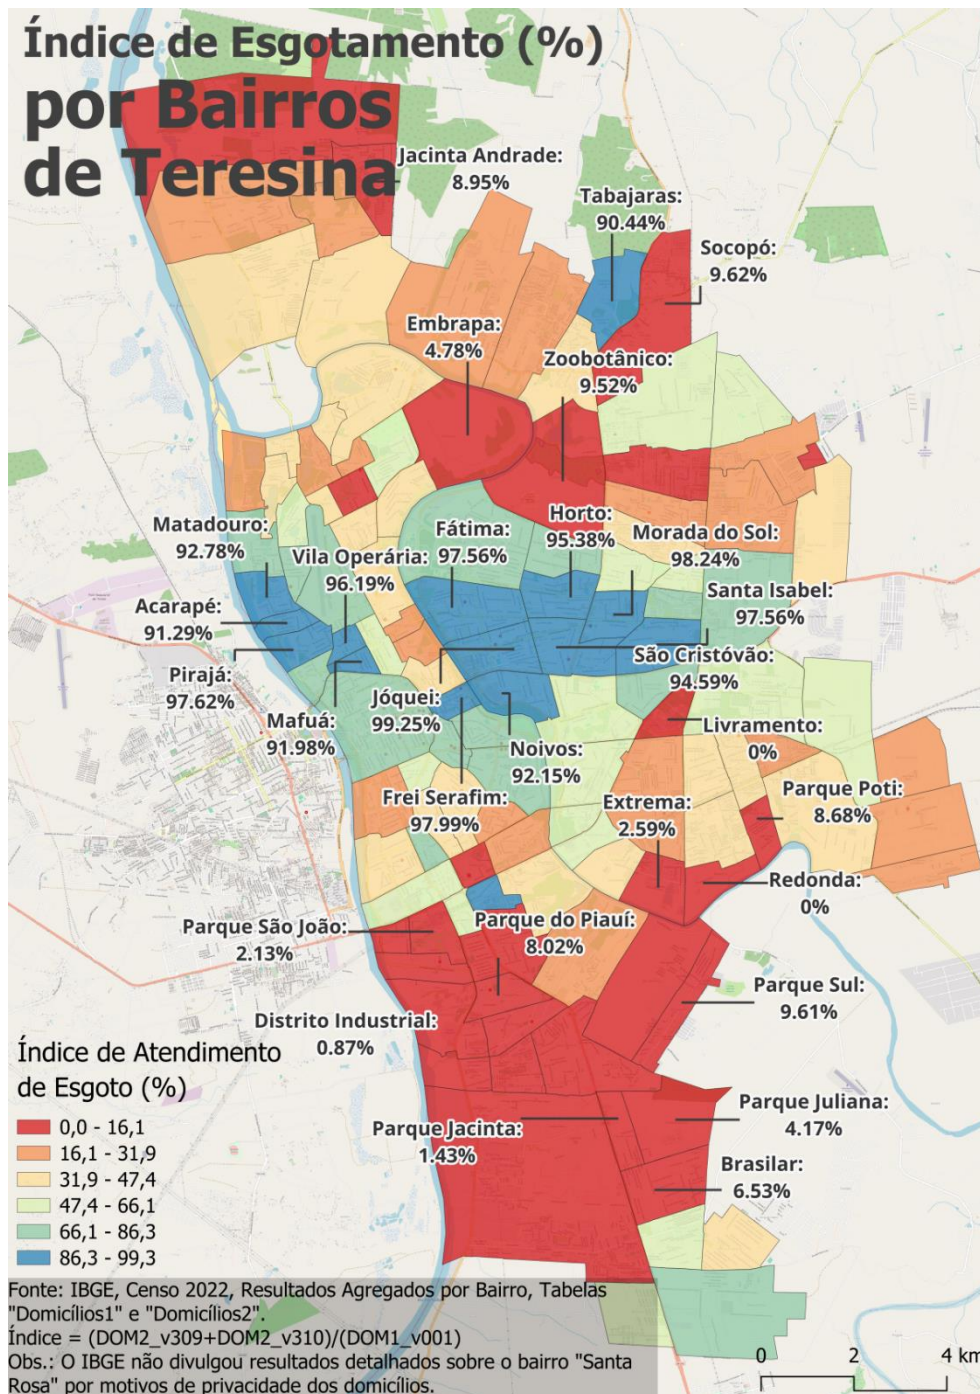 Índice de Esgotamento (%)
por Bairros
de Teresina
Jacinta Andrade:
8.95%
Tabajaras:
90.44%
Socopó:
9.62%
Embrapa:
4.78%
Zoobotânico:
9.52%
Matadouro:
92.78%
Vila Operária:
96.19%
Fátima:
97.56%
Horto:
95.38%
Morada do Sol:
98.24%
Acarapé:
91.29%
Santa Isabel:
97.56%
Pirajá:
97.62%
Mafuá:
91.98%
Jóquei:
99.25%
São Cristóvão:
94.59%
Noivos:
92.15%
Livramento:
0%
Frei Serafim:
97.99%
Extrema:
2.59%
Parque Poti:
8.68%
Redonda:
0%
Parque São João:
2.13%
Parque do Piauí:
8.02%
Parque Sul:
9.61%
Distrito Industrial:
0.87%
Parque Jacinta:
1.43%
Parque Juliana:
4.17%
Brasilar:
6.53%
Índice de Atendimento
de Esgoto (%)
0,0 - 16,1
16,1 - 31,9
31,9 - 47,4
47,4 - 66,1
66,1 - 86,3
86,3 - 99,3
Fonte: IBGE, Censo 2022, Resultados Agregados por Bairro, Tabelas
"Domicílios1" e "Domicílios2".
Índice = (DOM2_v309+DOM2_v310)/(DOM1_v001)
Obs.: O IBGE não divulgou resultados detalhados sobre o bairro "Santa
Rosa" por motivos de privacidade dos domicílios.
0 2 4 km